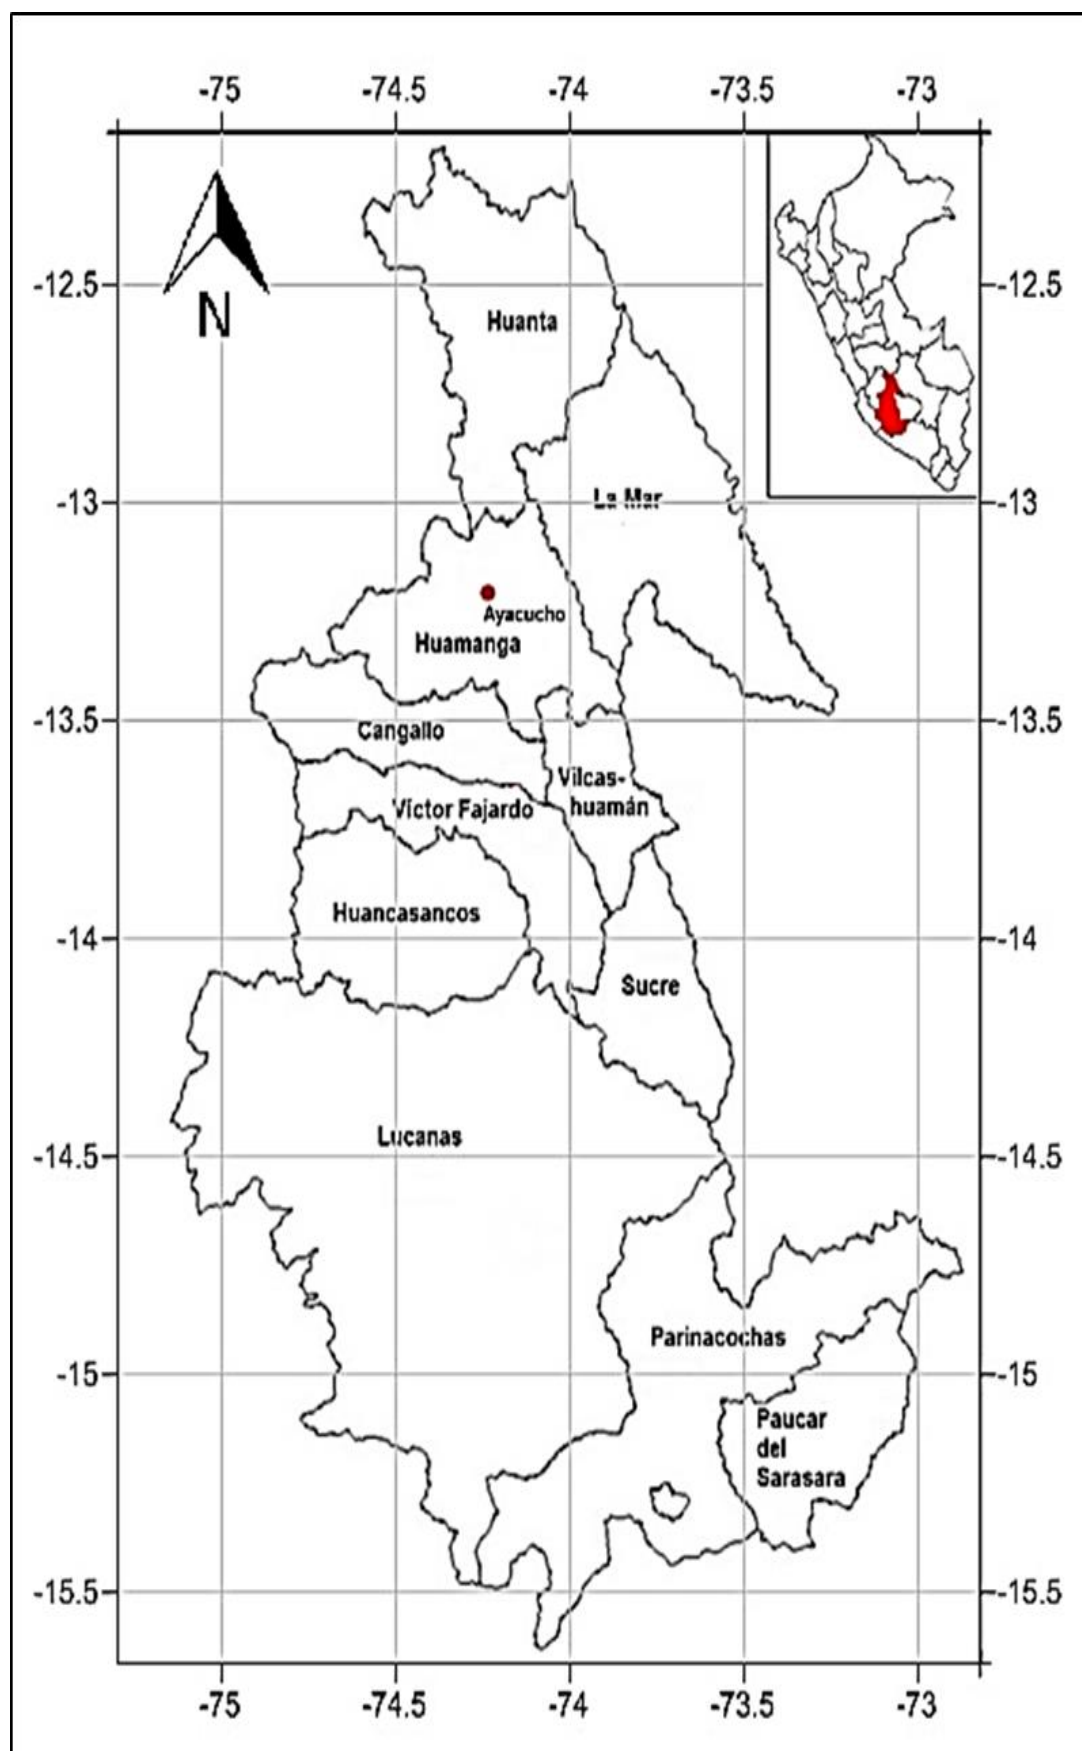 -75 -74.5 -74 -73.5 -73
-12.5 -12.5
N
Huanta
-13 -13
La Mar
Ayacucho
Huamanga
-13.5 -13.5
Cangallo
Vilcas-
huamán
Víctor Fajardo
Huancasancos
-14 -14
Sucre
Lucanas
-14.5 -14.5
Parinacochas
-15 -15
Paucar
del
Sarasara
-15.5 -15.5
-75 -74.5 -74 -73.5 -73